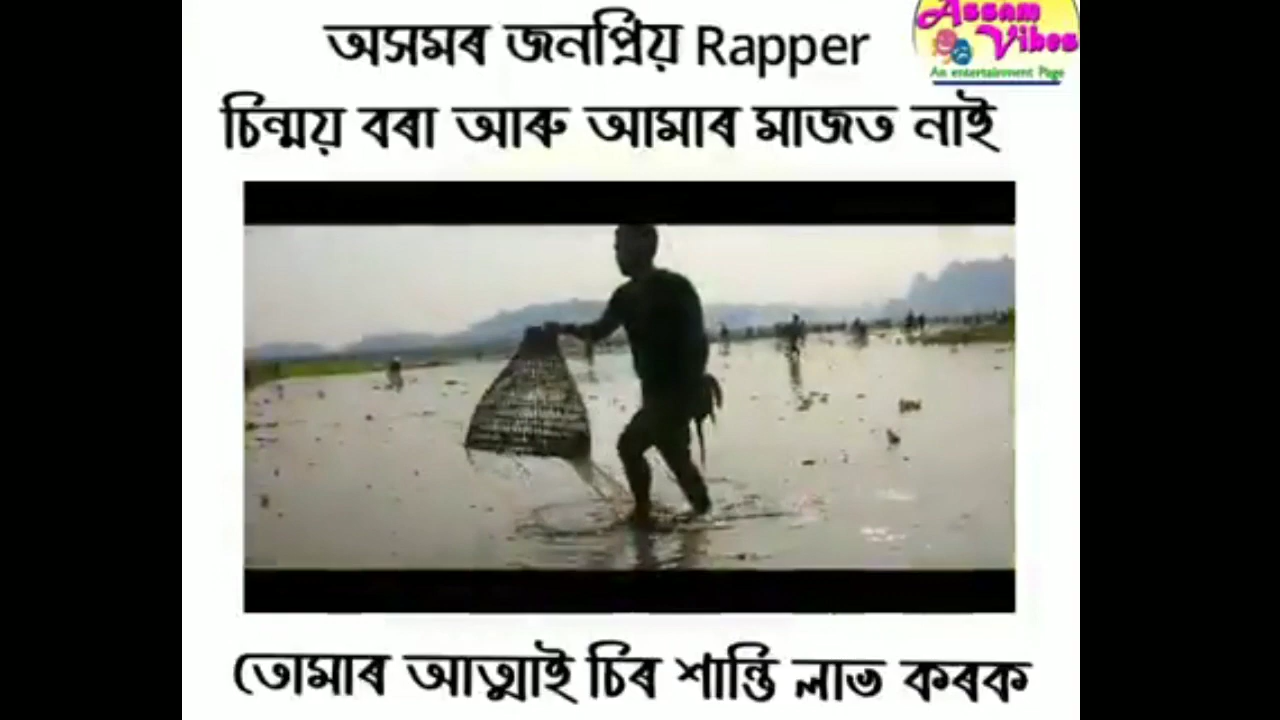 অসমৰ জনপ্ৰিয় Rapper
Assam
Vibes
An entertainment Page
চিন্ময় বৰা আৰু আমাৰ মাজত নাই
তোমাৰ আত্মাই চিৰ শান্তি লাভ কৰক